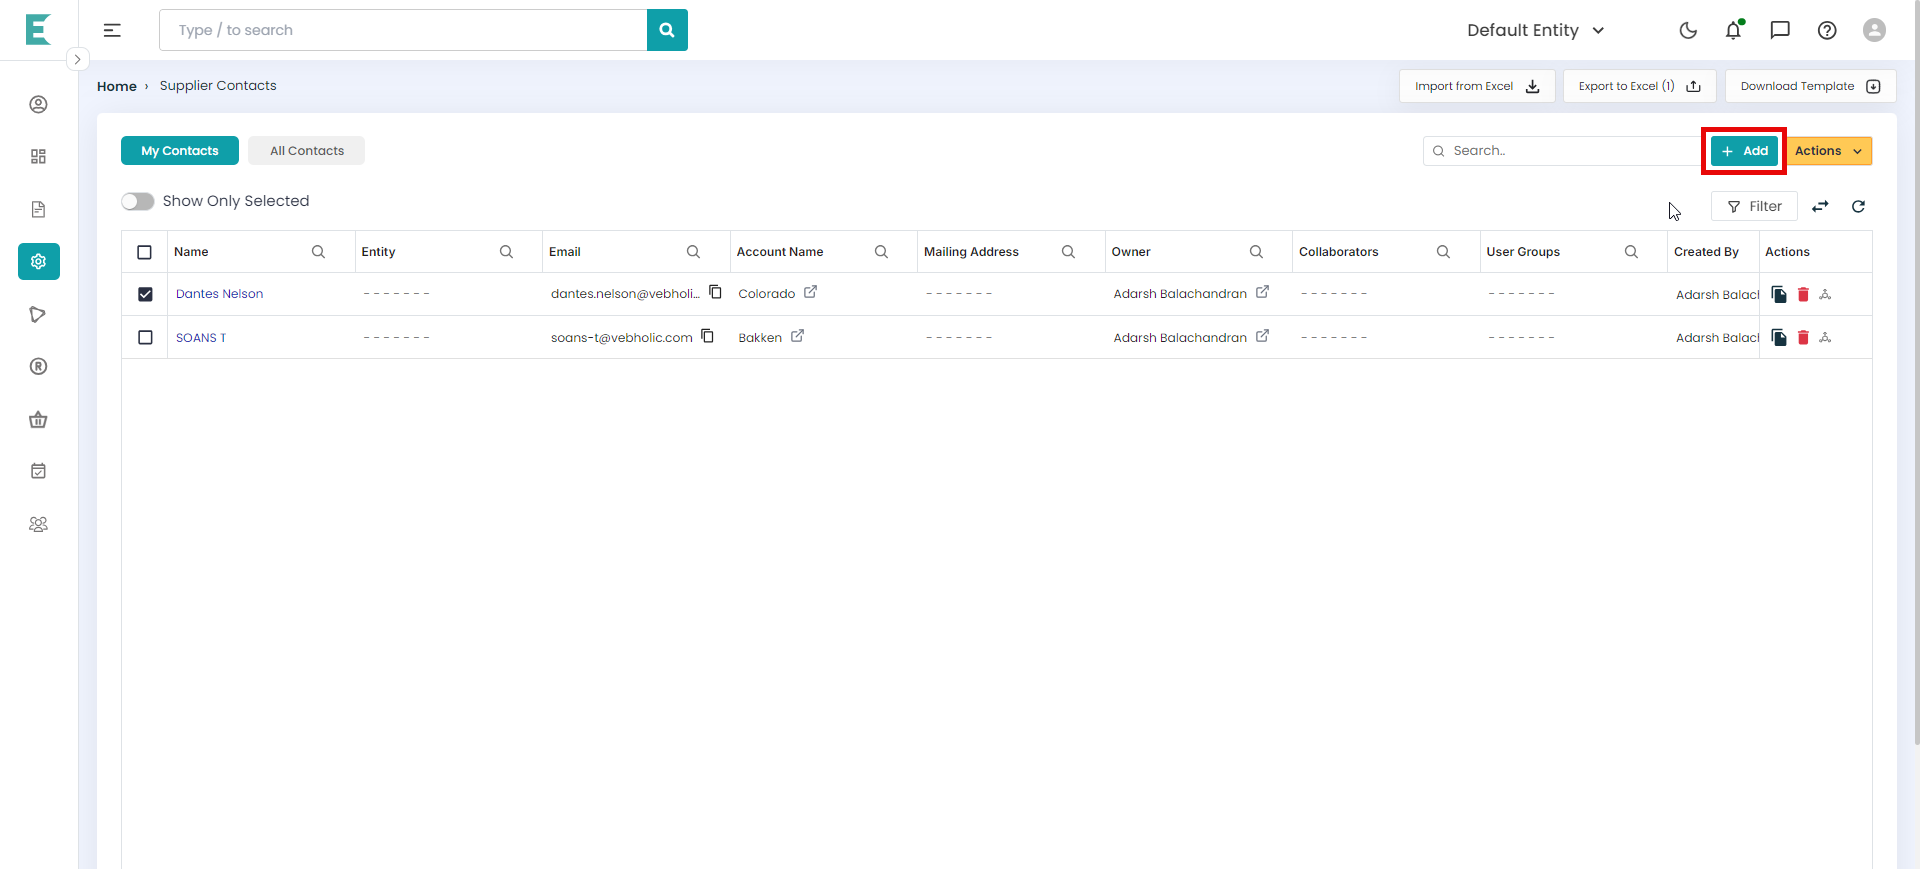 Type / to search
Default Entity
Home › Supplier Contacts
Import from Excel
Export to Excel (1)
Download Template
My Contacts
All Contacts
Search..
+ Add
Actions
Show Only Selected
Filter
Name Entity Email Account Name Mailing Address Owner Collaborators User Groups Created By Actions
Dantes Nelson ------- dantes.nelson@vebholi... Colorado ------- Adarsh Balachandran ------- ------- Adarsh Balacl
SOANS T ------- soans-t@vebholic.com Bakken ------- Adarsh Balachandran ------- ------- Adarsh Balacl